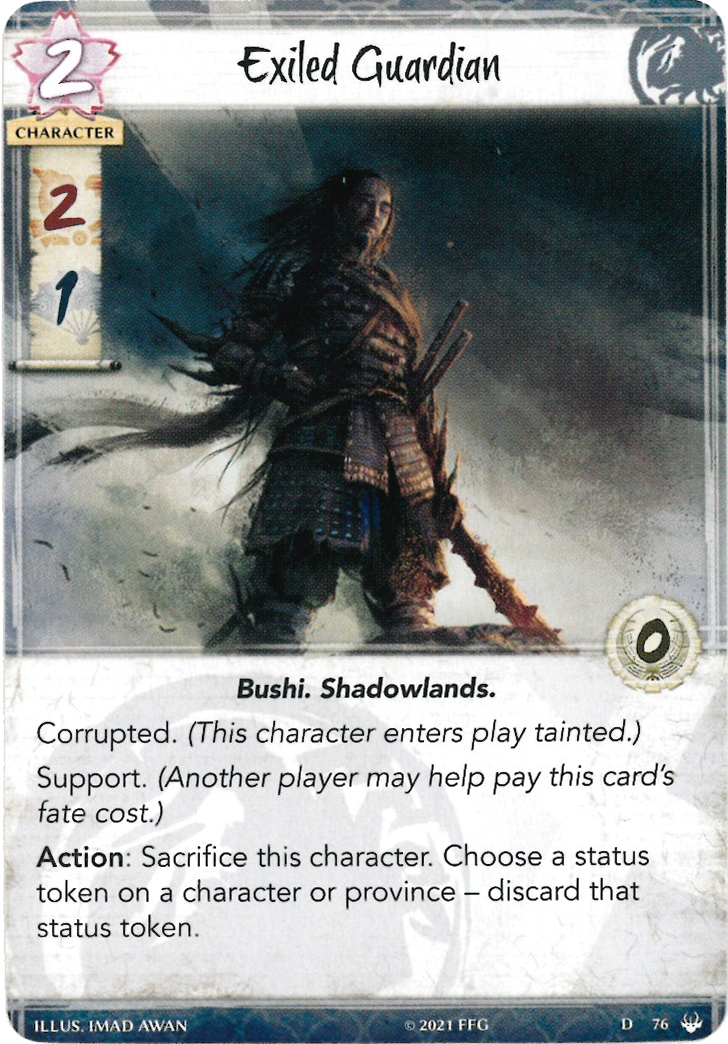 2
Exiled Guardian
CHARACTER
2
1
0
Bushi. Shadowlands.
Corrupted. (This character enters play tainted.)
Support. (Another player may help pay this card's
fate cost.)
Action: Sacrifice this character. Choose a status
token on a character or province – discard that
status token.
ILLUS. IMAD AWAN
© 2021 FFG
D 76